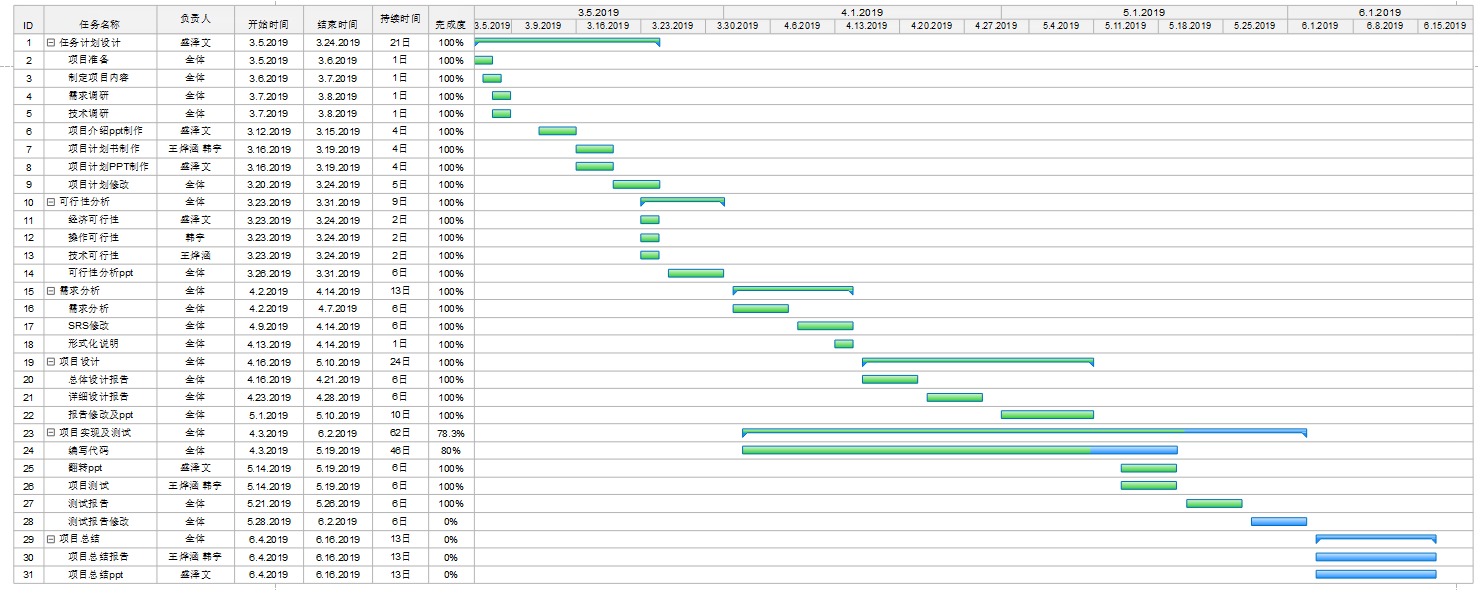 3.5.2019 4.1.2019 5.1.2019 6.1.2019
ID 任务名称 负责人 开始时间 结束时间 持续时间 完成度 3.5.2019 3.9.2019 3.16.2019 3.23.2019 3.30.2019 4.6.2019 4.13.2019 4.20.2019 4.27.2019 5.4.2019 5.11.2019 5.18.2019 5.25.2019 6.1.2019 6.8.2019 6.15.2019
1 任务计划设计 盛泽文 3.5.2019 3.24.2019 21日 100%
2 项目准备 全体 3.5.2019 3.6.2019 1日 100%
3 制定项目内容 全体 3.6.2019 3.7.2019 1日 100%
4 需求调研 全体 3.7.2019 3.8.2019 1日 100%
5 技术调研 全体 3.7.2019 3.8.2019 1日 100%
6 项目介绍ppt制作 盛泽文 3.12.2019 3.15.2019 4日 100%
7 项目计划书制作 王烨涵 韩宇 3.16.2019 3.19.2019 4日 100%
8 项目计划PPT制作 盛泽文 3.16.2019 3.19.2019 4日 100%
9 项目计划修改 全体 3.20.2019 3.24.2019 5日 100%
10 可行性分析 全体 3.23.2019 3.31.2019 9日 100%
11 经济可行性 盛泽文 3.23.2019 3.24.2019 2日 100%
12 操作可行性 韩宇 3.23.2019 3.24.2019 2日 100%
13 技术可行性 王烨涵 3.23.2019 3.24.2019 2日 100%
14 可行性分析ppt 全体 3.26.2019 3.31.2019 6日 100%
15 需求分析 全体 4.2.2019 4.14.2019 13日 100%
16 需求分析 全体 4.2.2019 4.7.2019 6日 100%
17 SRS修改 全体 4.9.2019 4.14.2019 6日 100%
18 形式化说明 全体 4.13.2019 4.14.2019 1日 100%
19 项目设计 全体 4.16.2019 5.10.2019 24日 100%
20 总体设计报告 全体 4.16.2019 4.21.2019 6日 100%
21 详细设计报告 全体 4.23.2019 4.28.2019 6日 100%
22 报告修改及ppt 全体 5.1.2019 5.10.2019 10日 100%
23 项目实现及测试 全体 4.3.2019 6.2.2019 62日 78.3%
24 编写代码 全体 4.3.2019 5.19.2019 46日 80%
25 翻转ppt 盛泽文 5.14.2019 5.19.2019 6日 100%
26 项目测试 王烨涵 韩宇 5.14.2019 5.19.2019 6日 100%
27 测试报告 全体 5.21.2019 5.26.2019 6日 100%
28 测试报告修改 全体 5.28.2019 6.2.2019 6日 0%
29 项目总结 全体 6.4.2019 6.16.2019 13日 0%
30 项目总结报告 王烨涵 韩宇 6.4.2019 6.16.2019 13日 0%
31 项目总结ppt 盛泽文 6.4.2019 6.16.2019 13日 0%